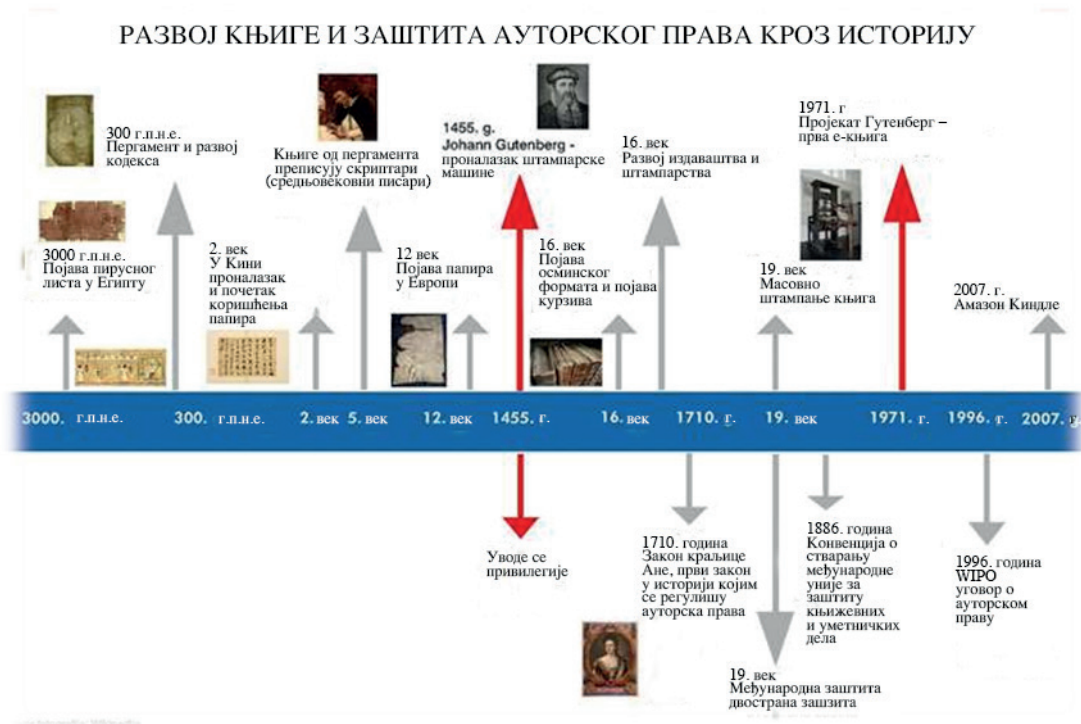 РАЗВОЈ КЊИГЕ И ЗАШТИТА АУТОРСКОГ ПРАВА КРОЗ ИСТОРИЈУ
300 г.п.н.е.
Пергамент и развој
кодекса
Књиге од пергамента
преписују скриптари
(средњовековни писари)
1455. g.
Johann Gutenberg -
проналазак штампарске
машине
16. век
Развој издаваштва и
штампарства
1971. г
Пројекат Гутенберг –
прва е-књига
3000 г.п.н.е.
Појава пирусног
листа у Египту
2. век
У Кини
проналазак
и почетак
коришћења
папира
12 век
Појава папира
у Европи
16. век
Појава
осминског
формата и појава
курзива
19. век
Масовно
штампање књига
2007. г.
Амазон Киндле
3000. г.п.н.е.
300. г.п.н.е.
2. век
5. век
12. век
1455. г.
16. век
1710. г.
19. век
1971. г.
1996. г.
2007. г.
Уводе се
привилегије
1710. година
Закон краљице
Ане, први закон
у историји којим
се регулишу
ауторска права
19. век
Међународна заштита
двострана зашзита
1886. година
Конвенција о
стварању
међународне
уније за
заштиту
књижевних
и уметничких
дела
1996. година
WIPO
уговор о
ауторском
праву